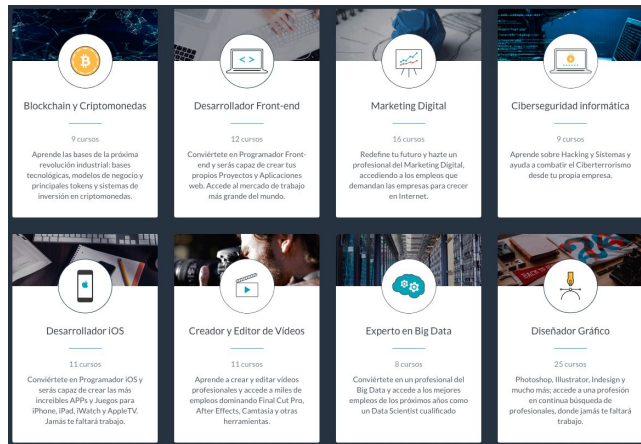 Blockchain y Criptomonedas
9 cursos
Aprende las bases de la próxima
revolución industrial: bases
tecnológicas, modelos de negocio y
principales tokens y sistemas de
inversión en criptomonedas.
Desarrollador Front-end
12 cursos
Conviértete en Programador Front-
end y serás capaz de crear tus
propios Proyectos y Aplicaciones
web. Accede al mercado de trabajo
más grande del mundo.
Marketing Digital
16 cursos
Redefine tu futuro y hazte un
profesional del Marketing Digital,
accediendo a los empleos que
demandan las empresas para crecer
en Internet.
Ciberseguridad informática
9 cursos
Aprende sobre Hacking y Sistemas y
ayuda a combatir el Ciberterrorismo
desde tu propia empresa.
Desarrollador iOS
11 cursos
Conviértete en Programador iOS y
serás capaz de crear las más
increíbles APPs y Juegos para
iPhone, iPad, iWatch y AppleTV.
Jamás te faltará trabajo.
Creador y Editor de Vídeos
11 cursos
Aprende a crear y editar vídeos
profesionales y accede a miles de
empleos dominando Final Cut Pro,
After Effects, Camtasia y otras
herramientas.
Experto en Big Data
8 cursos
Conviértete en un profesional del
Big Data y accede a los mejores
empleos de los próximos años como
un Data Scientist cualificado
Diseñador Gráfico
25 cursos
Photoshop, Illustrator, Indesign y
mucho más; accede a una profesión
en continua búsqueda de
profesionales, donde jamás te faltará
trabajo.